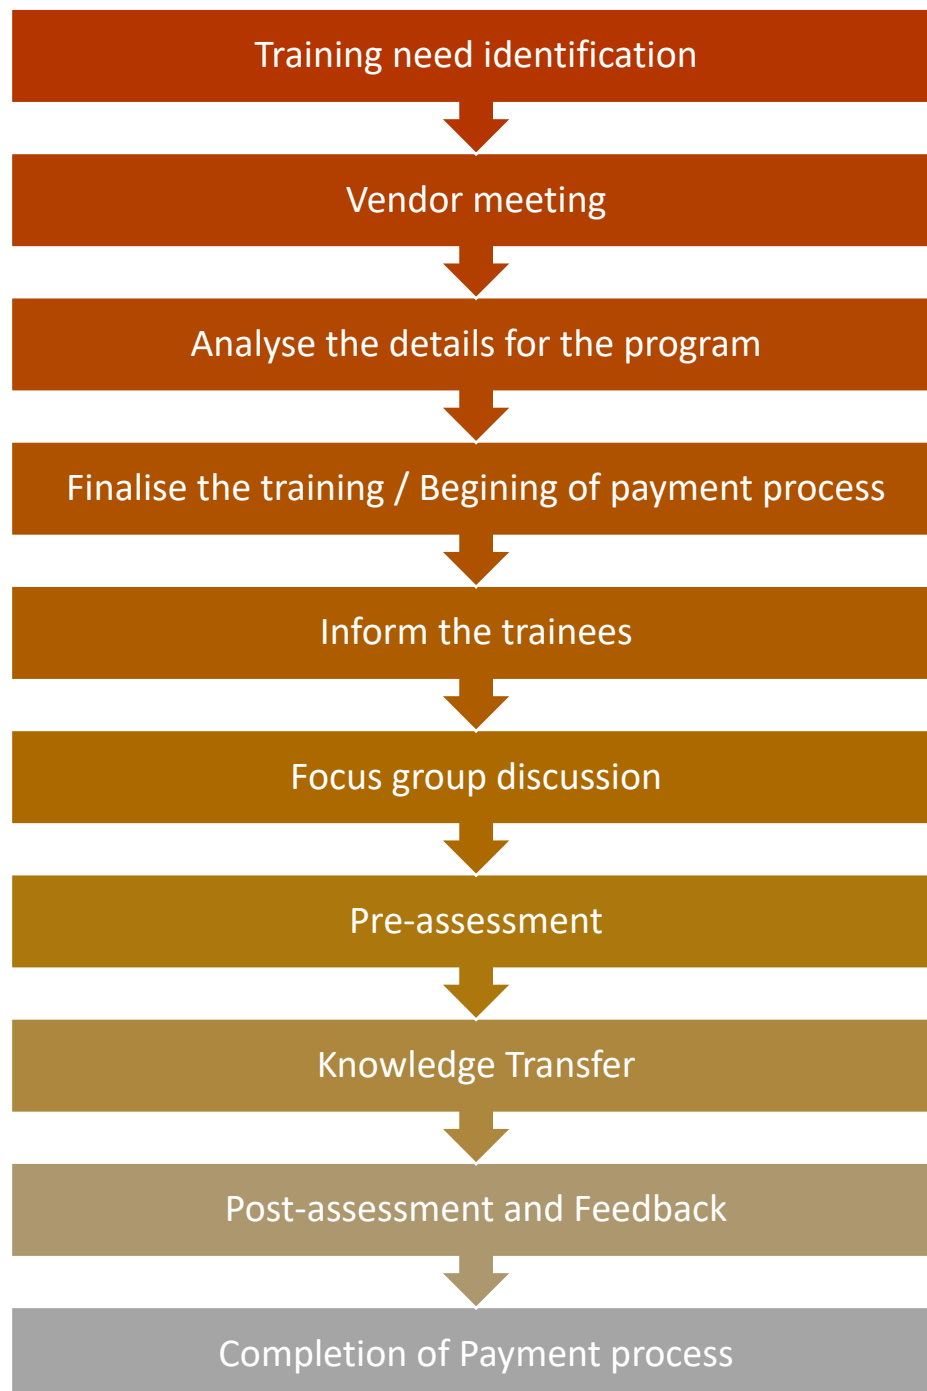 Training need identification
Vendor meeting
Analyse the details for the program
Finalise the training / Begining of payment process
Inform the trainees
Focus group discussion
Pre-assessment
Knowledge Transfer
Post-assessment and Feedback
Completion of Payment process